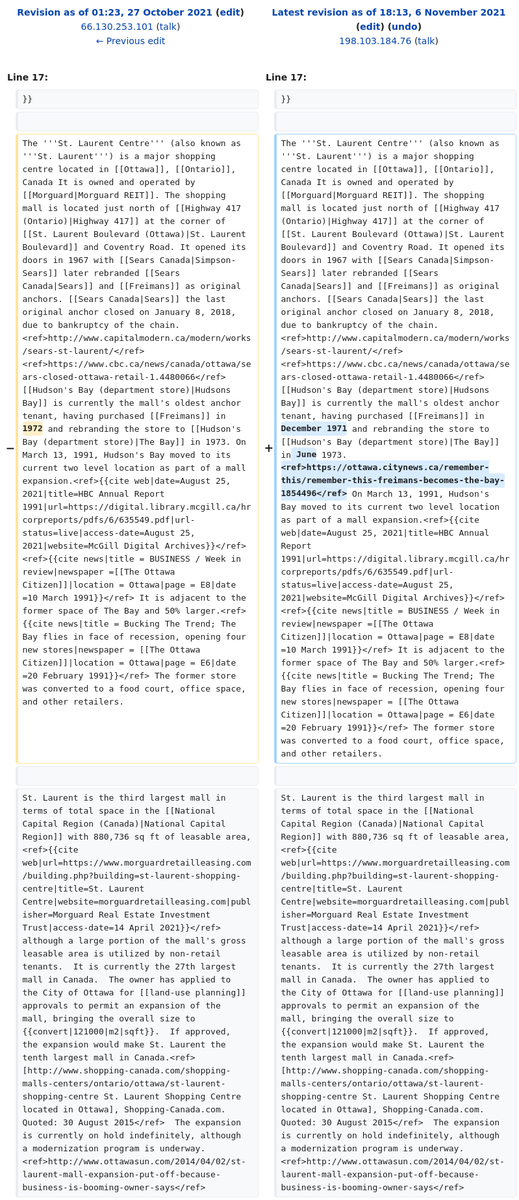 Revision as of 01:23, 27 October 2021 (edit)
66.130.253.101 (talk)
← Previous edit
Line 17:
}}
−
The '''St. Laurent Centre''' (also known as
'''St. Laurent''') is a major shopping
centre located in [[Ottawa]], [[Ontario]],
Canada It is owned and operated by
[[Morguard|Morguard REIT]]. The shopping
mall is located just north of [[Highway 417
(Ontario)|Highway 417]] at the corner of
[[St. Laurent Boulevard (Ottawa)|St. Laurent
Boulevard]] and Coventry Road. It opened its
doors in 1967 with [[Sears Canada|Simpson-
Sears]] later rebranded [[Sears
Canada|Sears]] and [[Freimans]] as original
anchors. [[Sears Canada|Sears]] the last
original anchor closed on January 8, 2018,
due to bankruptcy of the chain.
<ref>http://www.capitalmodern.ca/modern/works
/sears-st-laurent/</ref>
<ref>https://www.cbc.ca/news/canada/ottawa/se
ars-closed-ottawa-retail-1.4480066</ref>
[[Hudson's Bay (department store)|Hudsons
Bay]] is currently the mall's oldest anchor
tenant, having purchased [[Freimans]] in
1972 and rebranding the store to [[Hudson's
Bay (department store)|The Bay]] in 1973. On
March 13, 1991, Hudson's Bay moved to its
current two level location as part of a mall
expansion.<ref>{{cite web|date=August 25,
2021|title=HBC Annual Report
1991|url=https://digital.library.mcgill.ca/hr
corpreports/pdfs/6/635549.pdf|url-
status=live|access-date=August 25,
2021|website=McGill Digital Archives}}</ref>
<ref>{{cite news|title = BUSINESS / Week in
review|newspaper =[[The Ottawa
Citizen]]|location = Ottawa|page = E8|date
=10 March 1991}}</ref> It is adjacent to the
former space of The Bay and 50% larger.<ref>
{{cite news|title = Bucking The Trend; The
Bay flies in face of recession, opening four
new stores|newspaper = [[The Ottawa
Citizen]]|location = Ottawa|page = E6|date
=20 February 1991}}</ref> The former store
was converted to a food court, office space,
and other retailers.
St. Laurent is the third largest mall in
terms of total space in the [[National
Capital Region (Canada)|National Capital
Region]] with 880,736 sq ft of leasable area,
<ref>{{cite
web|url=https://www.morguardretailleasing.com
/building.php?building=st-laurent-shopping-
centre|title=St. Laurent
Centre|website=morguardretailleasing.com|publ
isher=Morguard Real Estate Investment
Trust|access-date=14 April 2021}}</ref>
although a large portion of the mall's gross
leasable area is utilized by non-retail
tenants.  It is currently the 27th largest
mall in Canada.  The owner has applied to
the City of Ottawa for [[land-use planning]]
approvals to permit an expansion of the
mall, bringing the overall size to
{{convert|121000|m2|sqft}}.  If approved,
the expansion would make St. Laurent the
tenth largest mall in Canada.<ref>
[http://www.shopping-canada.com/shopping-
malls-centers/ontario/ottawa/st-laurent-
shopping-centre St. Laurent Shopping Centre
located in Ottawa], Shopping-Canada.com.
Quoted: 30 August 2015</ref>  The expansion
is currently on hold indefinitely, although
a modernization program is underway.
<ref>http://www.ottawasun.com/2014/04/02/st-
laurent-mall-expansion-put-off-because-
business-is-booming-owner-says</ref>
Latest revision as of 18:13, 6 November 2021
(edit) (undo)
198.103.184.76 (talk)
Line 17:
}}
+
The '''St. Laurent Centre''' (also known as
'''St. Laurent''') is a major shopping
centre located in [[Ottawa]], [[Ontario]],
Canada It is owned and operated by
[[Morguard|Morguard REIT]]. The shopping
mall is located just north of [[Highway 417
(Ontario)|Highway 417]] at the corner of
[[St. Laurent Boulevard (Ottawa)|St. Laurent
Boulevard]] and Coventry Road. It opened its
doors in 1967 with [[Sears Canada|Simpson-
Sears]] later rebranded [[Sears
Canada|Sears]] and [[Freimans]] as original
anchors. [[Sears Canada|Sears]] the last
original anchor closed on January 8, 2018,
due to bankruptcy of the chain.
<ref>http://www.capitalmodern.ca/modern/works
/sears-st-laurent/</ref>
<ref>https://www.cbc.ca/news/canada/ottawa/se
ars-closed-ottawa-retail-1.4480066</ref>
[[Hudson's Bay (department store)|Hudsons
Bay]] is currently the mall's oldest anchor
tenant, having purchased [[Freimans]] in
December 1971 and rebranding the store to
[[Hudson's Bay (department store)|The Bay]]
in June 1973.
<ref>https://ottawa.citynews.ca/remember-
this/remember-this-freimans-becomes-the-bay-
1854496</ref> On March 13, 1991, Hudson's
Bay moved to its current two level location
as part of a mall expansion.<ref>{{cite
web|date=August 25, 2021|title=HBC Annual
Report
1991|url=https://digital.library.mcgill.ca/hr
corpreports/pdfs/6/635549.pdf|url-
status=live|access-date=August 25,
2021|website=McGill Digital Archives}}</ref>
<ref>{{cite news|title = BUSINESS / Week in
review|newspaper =[[The Ottawa
Citizen]]|location = Ottawa|page = E8|date
=10 March 1991}}</ref> It is adjacent to the
former space of The Bay and 50% larger.<ref>
{{cite news|title = Bucking The Trend; The
Bay flies in face of recession, opening four
new stores|newspaper = [[The Ottawa
Citizen]]|location = Ottawa|page = E6|date
=20 February 1991}}</ref> The former store
was converted to a food court, office space,
and other retailers.
St. Laurent is the third largest mall in
terms of total space in the [[National
Capital Region (Canada)|National Capital
Region]] with 880,736 sq ft of leasable area,
<ref>{{cite
web|url=https://www.morguardretailleasing.com
/building.php?building=st-laurent-shopping-
centre|title=St. Laurent
Centre|website=morguardretailleasing.com|publ
isher=Morguard Real Estate Investment
Trust|access-date=14 April 2021}}</ref>
although a large portion of the mall's gross
leasable area is utilized by non-retail
tenants.  It is currently the 27th largest
mall in Canada.  The owner has applied to
the City of Ottawa for [[land-use planning]]
approvals to permit an expansion of the
mall, bringing the overall size to
{{convert|121000|m2|sqft}}.  If approved,
the expansion would make St. Laurent the
tenth largest mall in Canada.<ref>
[http://www.shopping-canada.com/shopping-
malls-centers/ontario/ottawa/st-laurent-
shopping-centre St. Laurent Shopping Centre
located in Ottawa], Shopping-Canada.com.
Quoted: 30 August 2015</ref>  The expansion
is currently on hold indefinitely, although
a modernization program is underway.
<ref>http://www.ottawasun.com/2014/04/02/st-
laurent-mall-expansion-put-off-because-
business-is-booming-owner-says</ref>